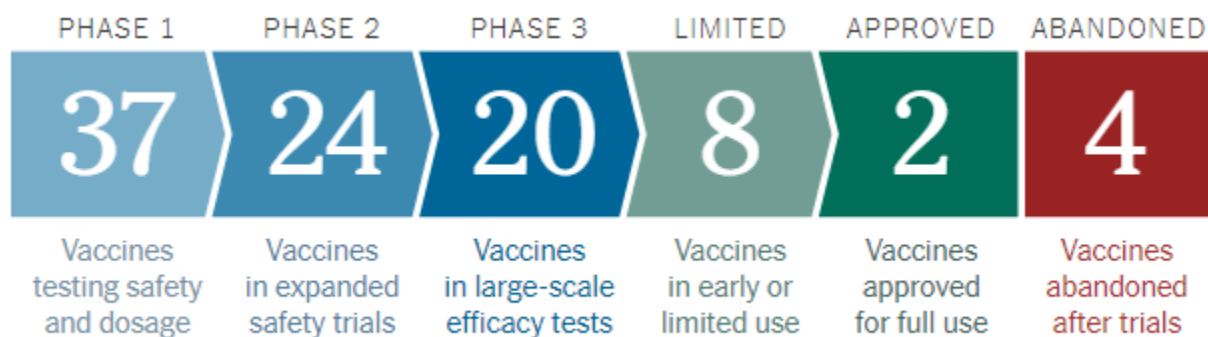 PHASE 1 PHASE 2 PHASE 3 LIMITED APPROVED ABANDONED
37 24 20 8 2 4
Vaccines testing safety and dosage
Vaccines in expanded safety trials
Vaccines in large-scale efficacy tests
Vaccines in early or limited use
Vaccines approved for full use
Vaccines abandoned after trials